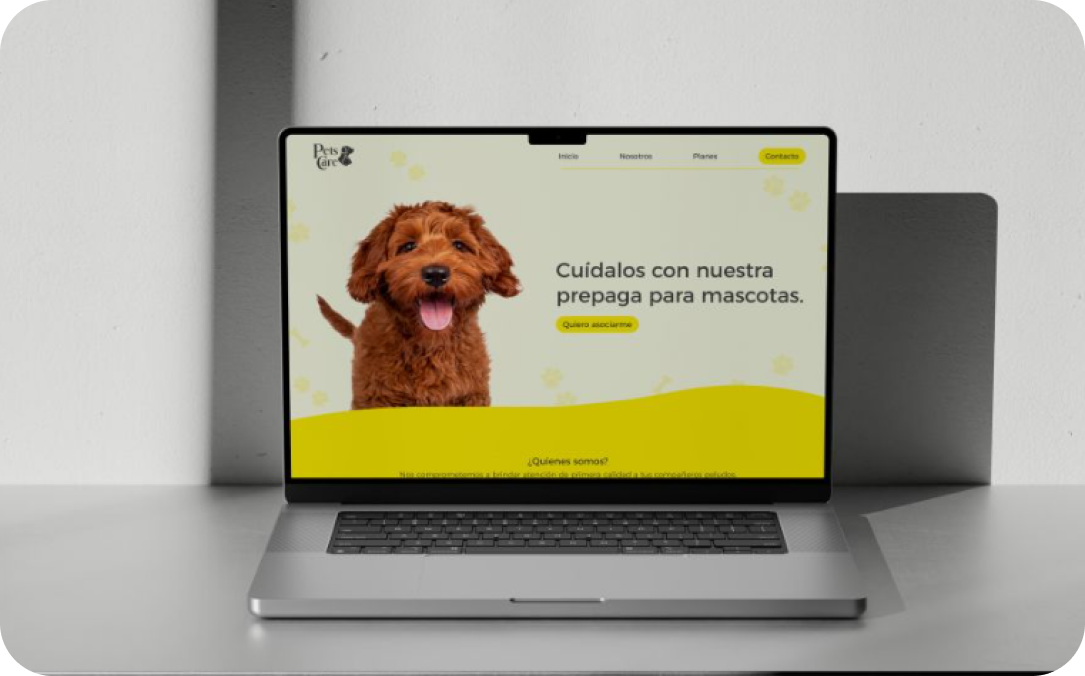 Pets
Care
Inicio
Nosotros
Planes
Contacto
Cuídalos con nuestra
prepaga para mascotas.
Quiero asociarme
¿Quienes somos?
Nos comprometemos a brindar atención de primera calidad a tus compañeros peludos.